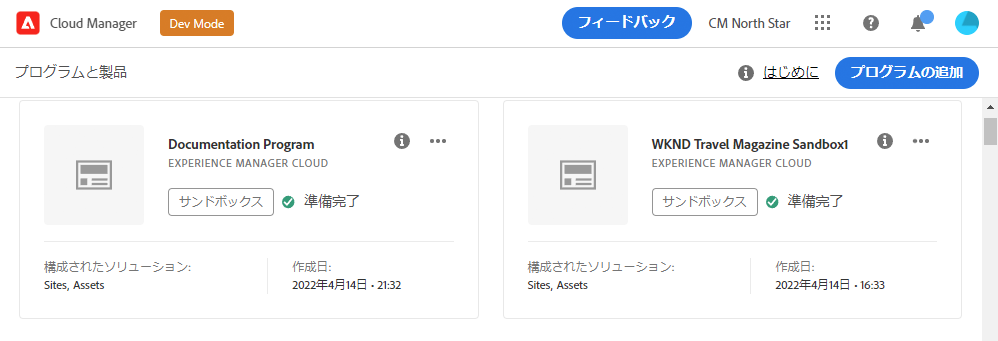 Cloud Manager Dev Mode フィードバック CM North Star
プログラムと製品 はじめに プログラムの追加
Documentation Program
EXPERIENCE MANAGER CLOUD
サンドボックス 準備完了
構成されたソリューション: 作成日:
Sites, Assets 2022年4月14日 • 21:32
WKND Travel Magazine Sandbox1
EXPERIENCE MANAGER CLOUD
サンドボックス 準備完了
構成されたソリューション: 作成日:
Sites, Assets 2022年4月14日 • 16:33